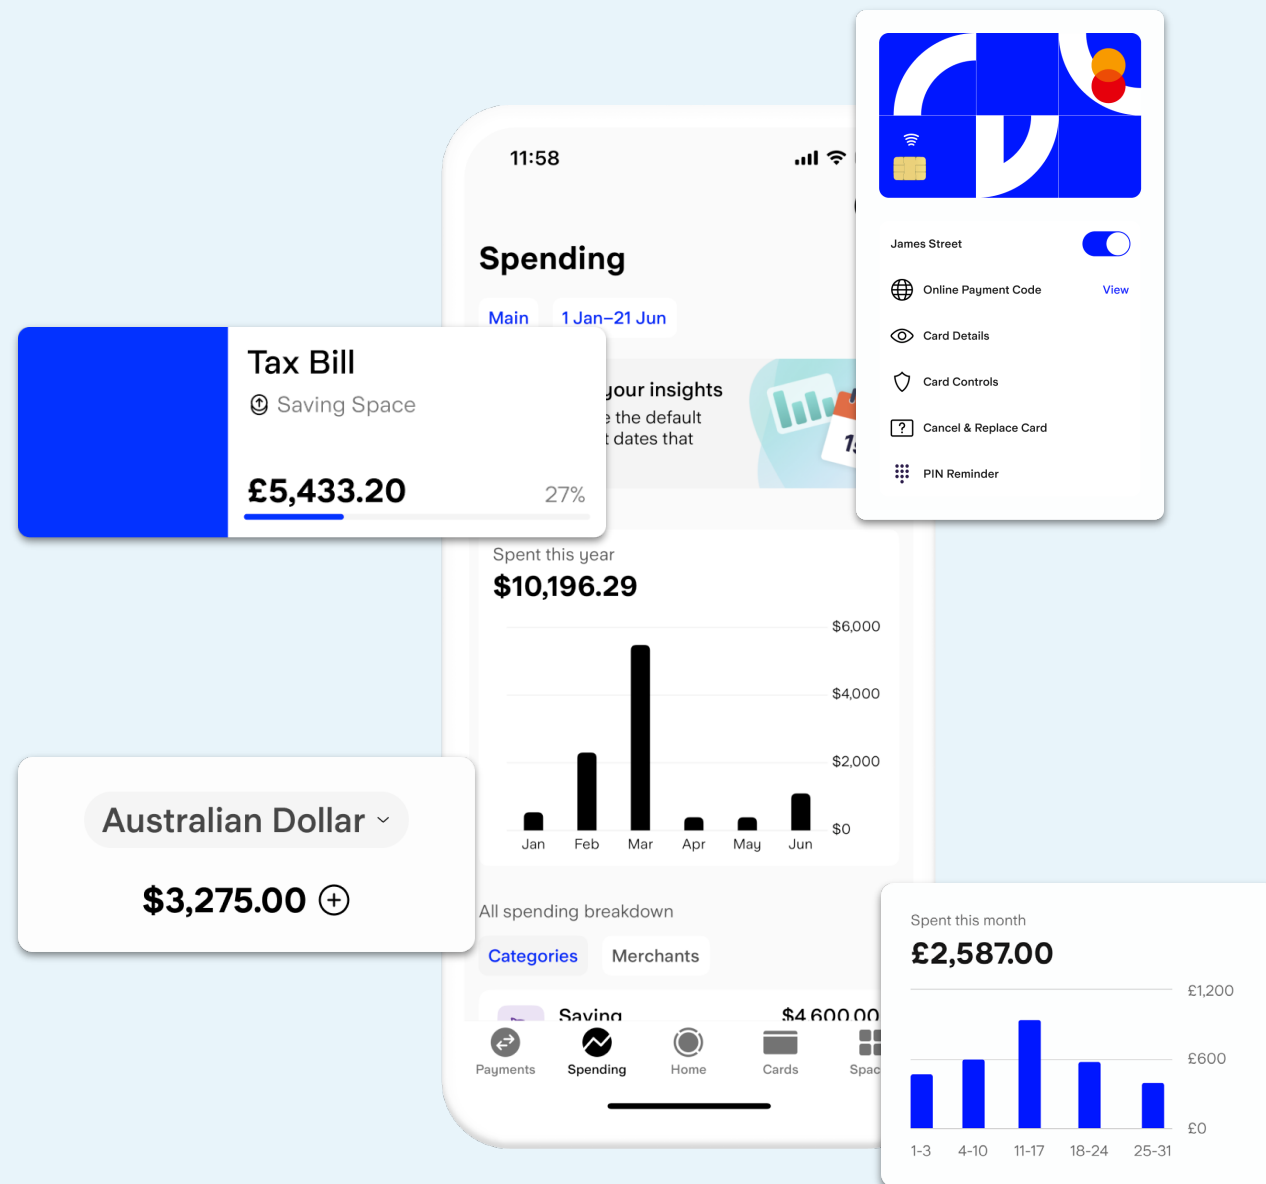 11:58
Spending
Main
1 Jan–21 Jun
your insights
the default
dates that
Tax Bill
Saving Space
£5,433.20
27%
James Street
Online Payment Code
View
Card Details
Card Controls
Cancel & Replace Card
?
PIN Reminder
Spent this year
$10,196.29
$6,000
$4,000
$2,000
$0
Jan Feb Mar Apr May Jun
Australian Dollar
$3,275.00
All spending breakdown
Categories
Merchants
Saving
$4,600.00
Payments
Spending
Home
Cards
Spac
Spent this month
£2,587.00
£1,200
£600
£0
1-3 4-10 11-17 18-24 25-31